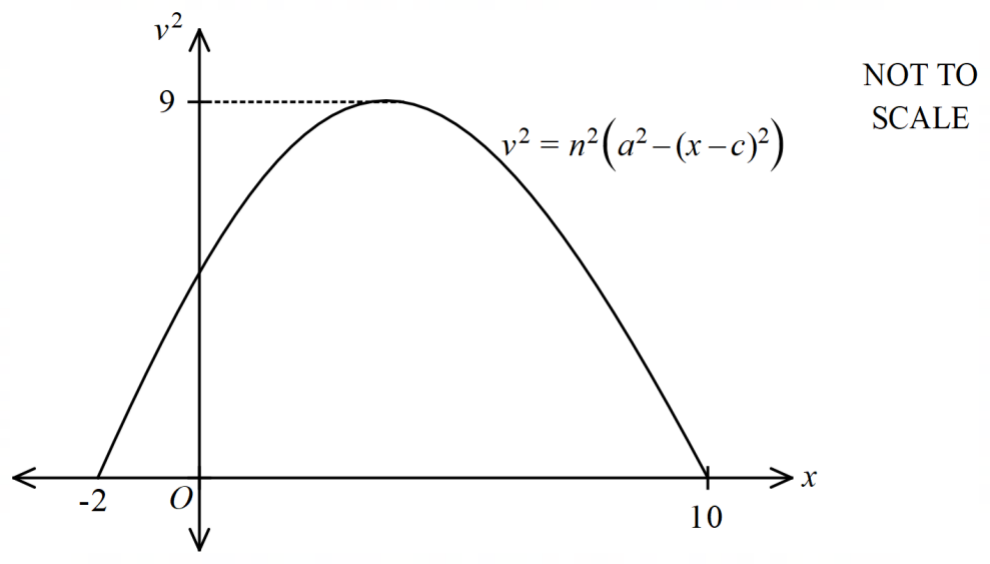 v²
NOT TO
SCALE
9
v² = n²(a² – (x – c)²)
x
-2
O
10